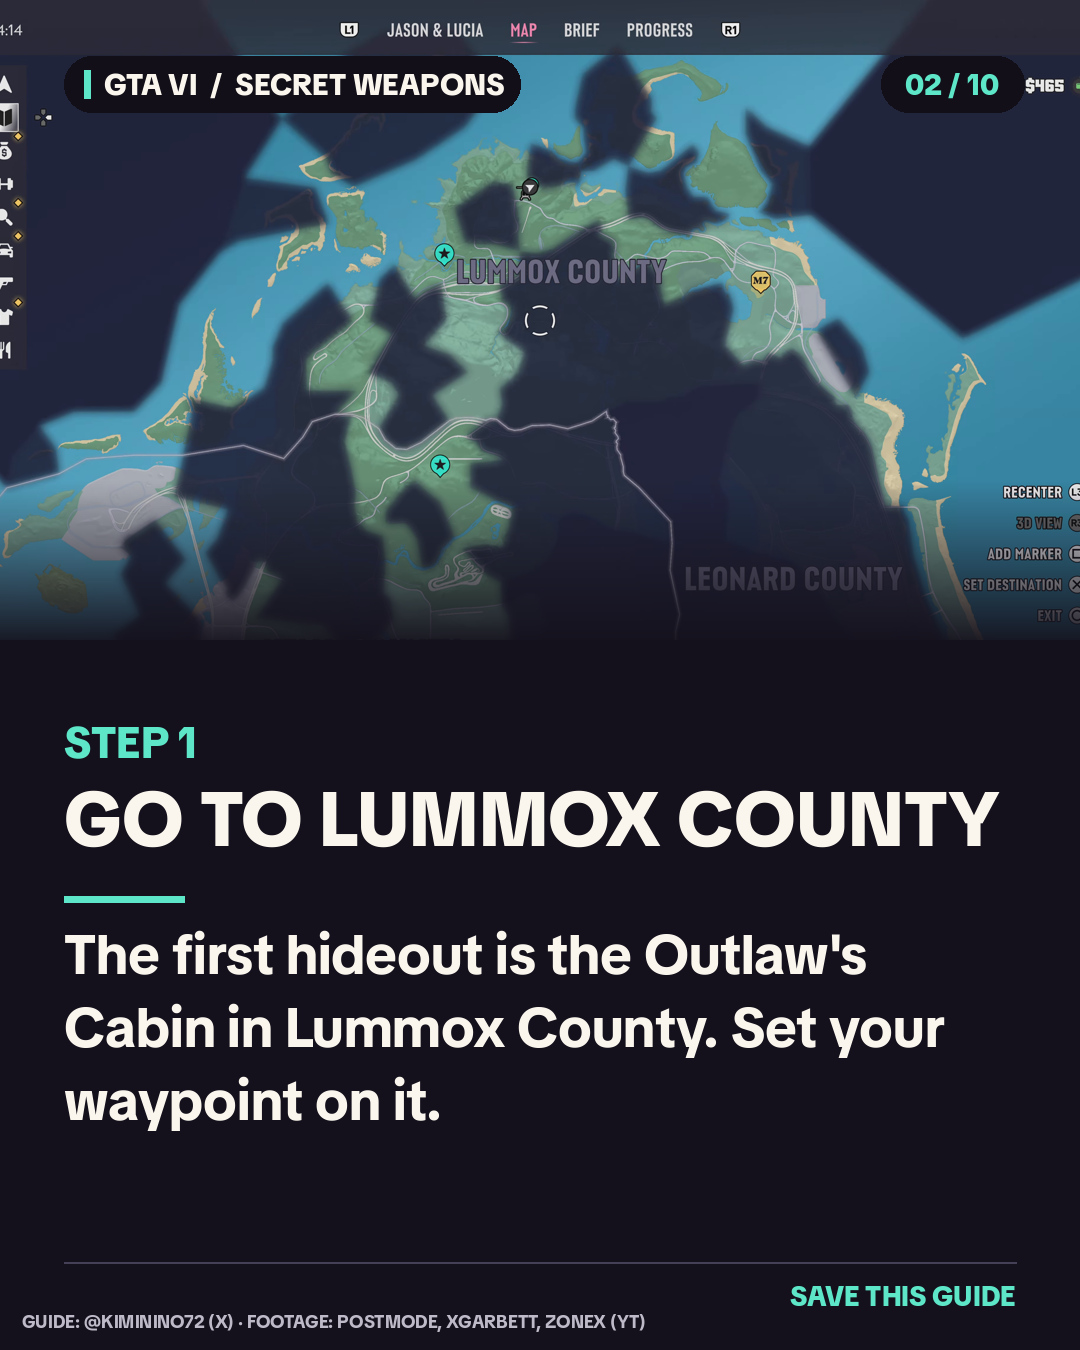 4:14
L1 JASON & LUCIA MAP BRIEF PROGRESS R1
GTA VI / SECRET WEAPONS
02 / 10
$465
LUMMOX COUNTY
M7
RECENTER
3D VIEW
ADD MARKER
SET DESTINATION
EXIT
LEONARD COUNTY
STEP 1
GO TO LUMMOX COUNTY
The first hideout is the Outlaw's
Cabin in Lummox County. Set your
waypoint on it.
SAVE THIS GUIDE
GUIDE: @KIMININO72 (X) · FOOTAGE: POSTMODE, XGARBETT, ZONEX (YT)